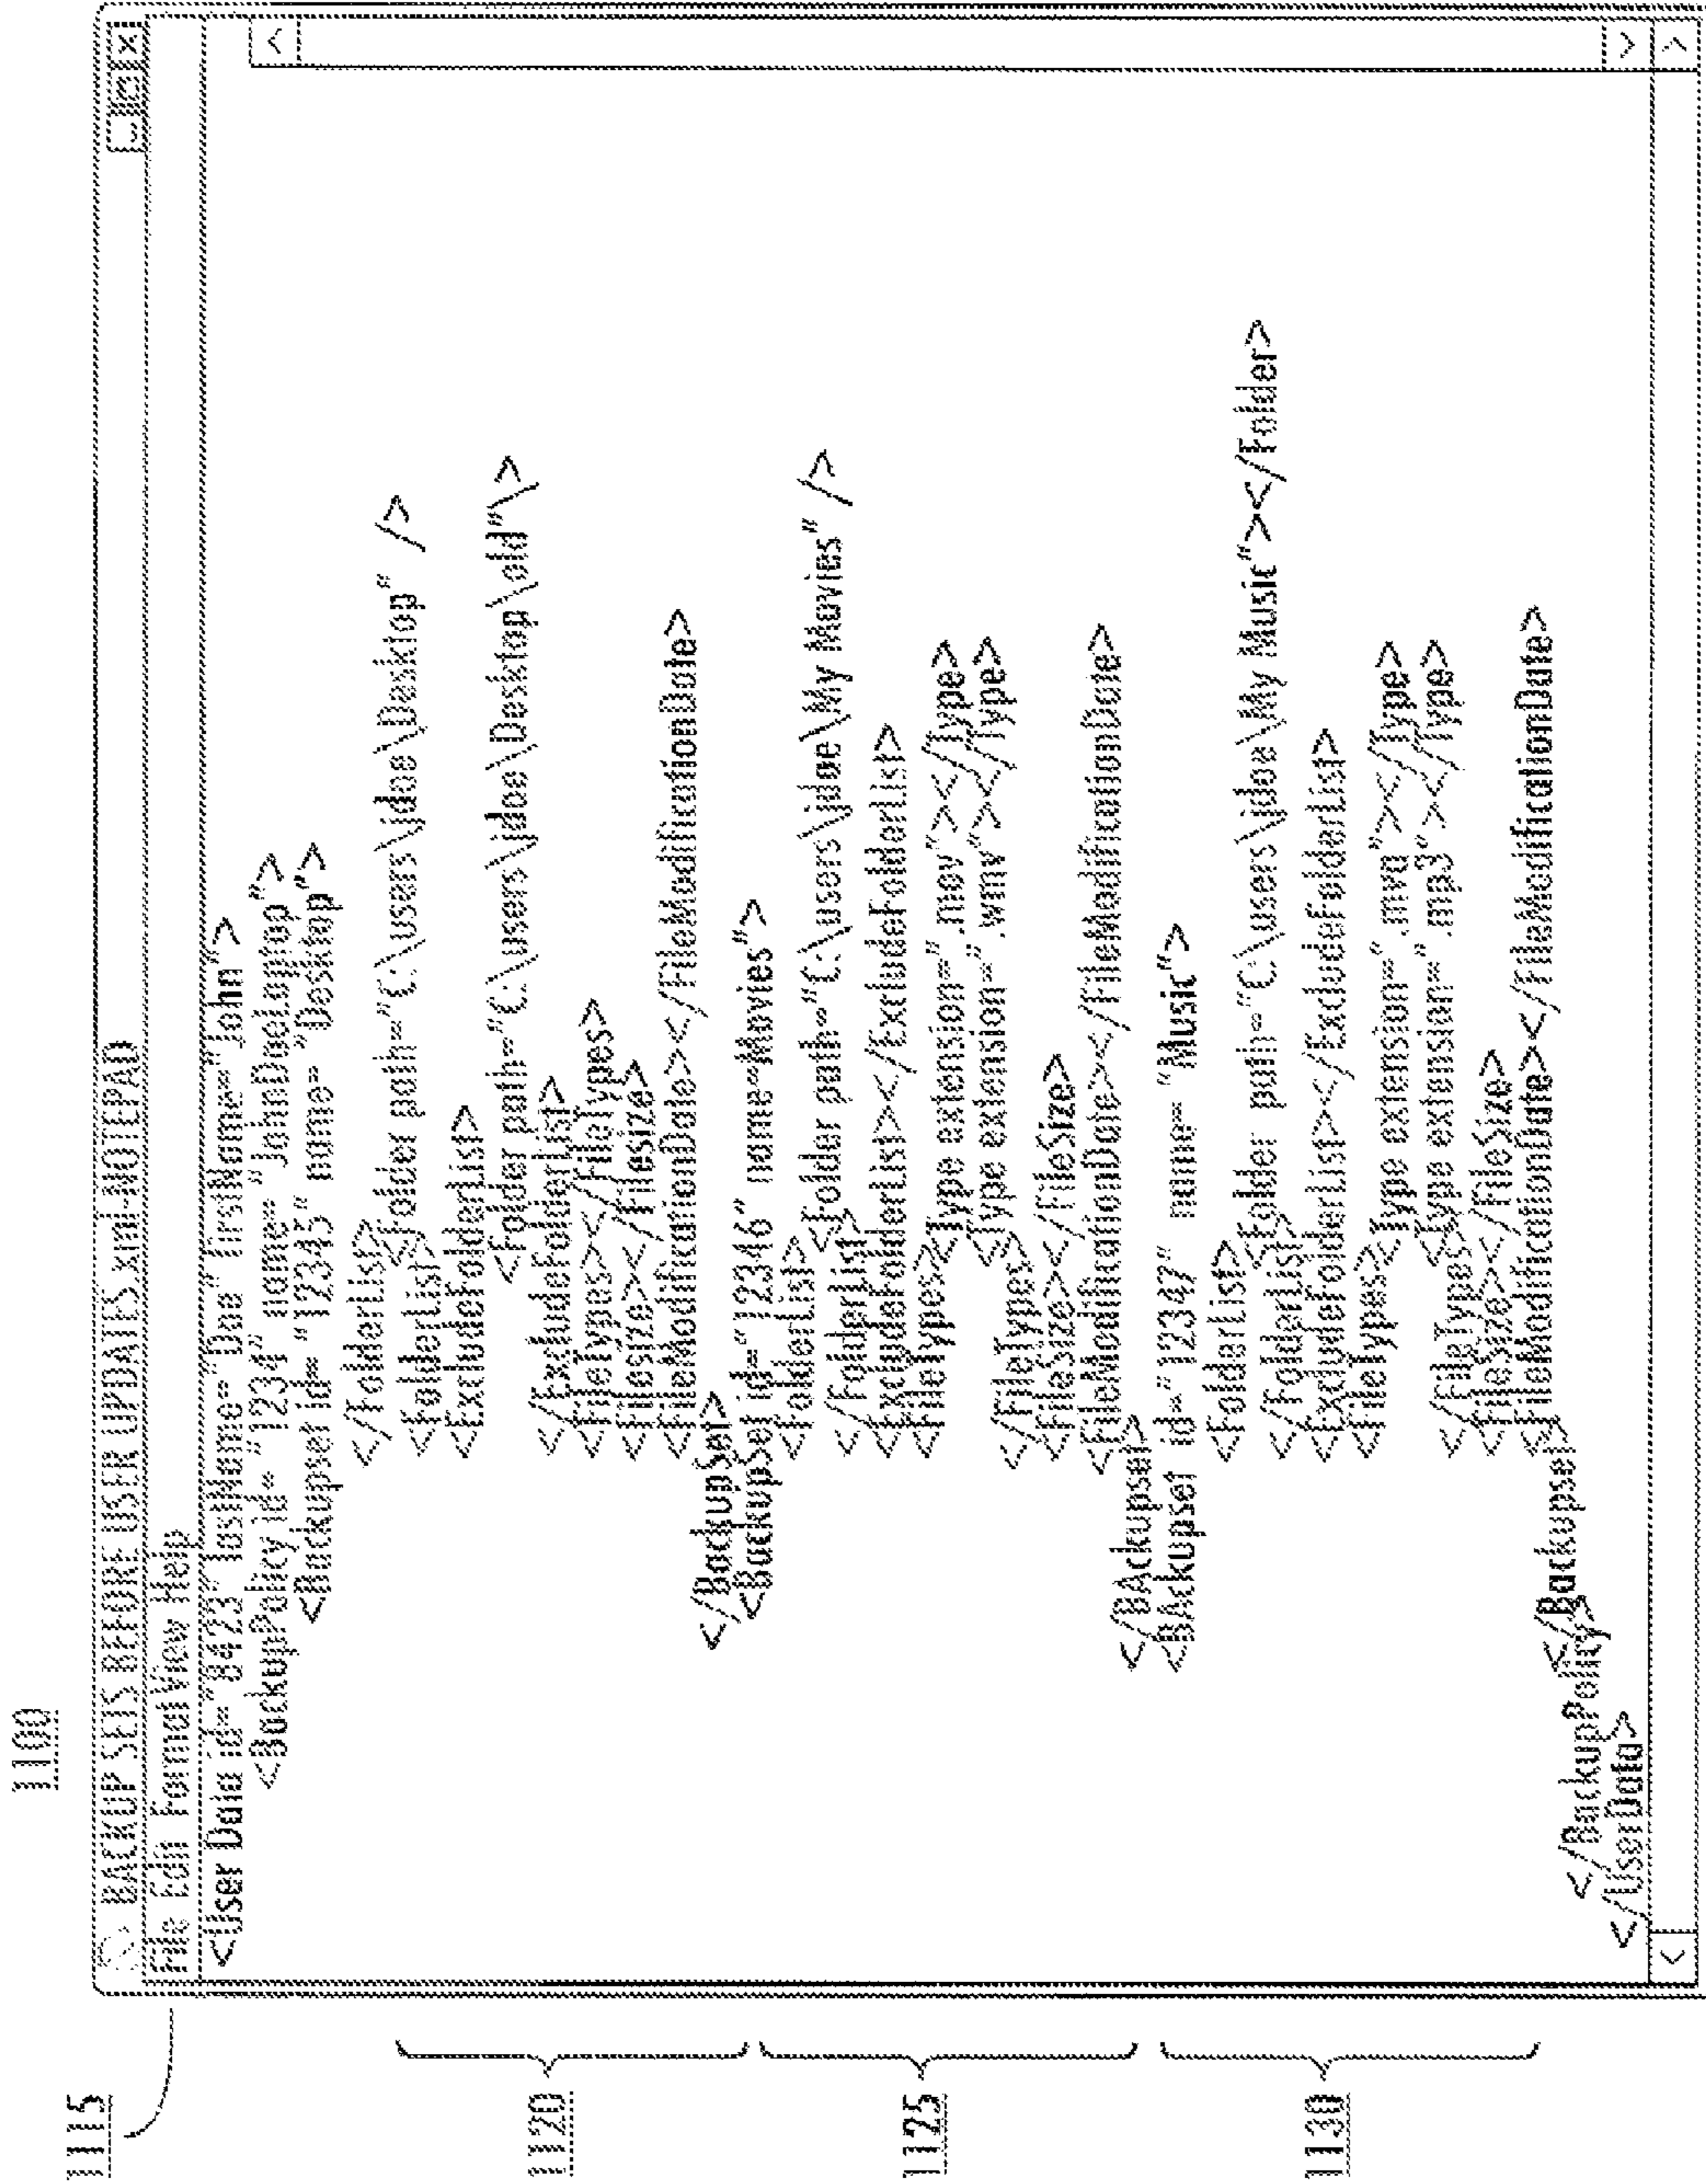 1100
1115
BACKUP SETS BEFORE USER UPDATES.xml-NOTEPAD
File Edit Format View Help
<User Data id="8423" lastName="Doe" firstName="John">
<BackupPolicy id="1234" name="JohnDoeLaptop">
<Backupset id="12345" name="Desktop">
</FolderList>
<Folder path="C:\users\jdoe\Desktop" />
<FolderList>
<ExcludeFolderList>
<Folder path="C:\users\jdoe\Desktop\old"\>
</ExcludeFolderList>
<FileTypes></FileTypes>
<Filesize></Filesize>
<FileModificationDate></FileModificationDate>
</BackupSet>
1120
<BackupSet id="12346" name=Movies">
<FolderList>
<Folder path="C:\users\jdoe\My Movies" />
</FolderList>
<ExcludeFolderList></ExcludeFolderList>
<FileTypes>
<Type extension=".mov"></Type>
<Type extension=".wmv"></Type>
</FileTypes>
<FileSize></FileSize>
<FileModificationDate></FileModificationDate>
</BAckupset>
1125
<BAckupset id="12347" name="Music">
<FolderList>
<Folder path="C:\users\jdoe\My Music"></Folder>
</FolderList>
<ExcludeFolderList></ExcludeFolderList>
<FileTypes>
<Type extension=".mva"></Type>
<Type extension=".mp3"></Type>
</FileTypes>
<FileSize></FileSize>
<FileModificationDate></FileModificationDate>
</Backupset>
1130
</BackupPolicy>
</UserData>